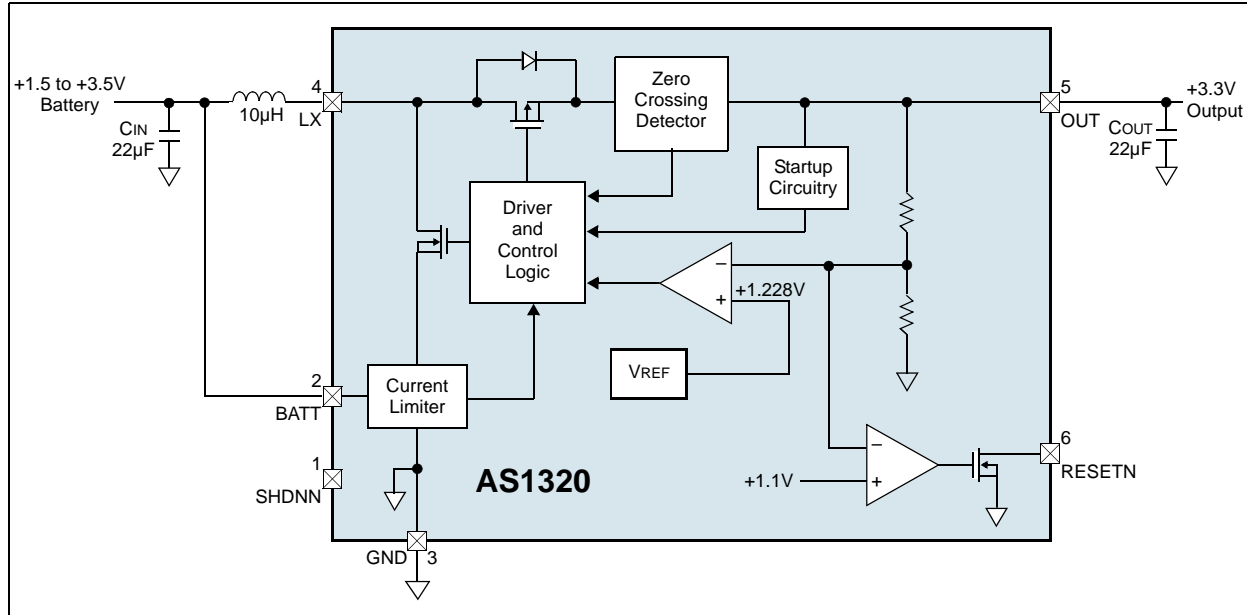 +1.5 to +3.5V
Battery
CIN
22µF
10µH
4
LX
Zero
Crossing
Detector
5
OUT
+3.3V
Output
COUT
22µF
Startup
Circuitry
Driver
and
Control
Logic
–
+
+1.228V
VREF
2
BATT
Current
Limiter
1
SHDNN
AS1320
+1.1V
–
+
6
RESETN
GND
3